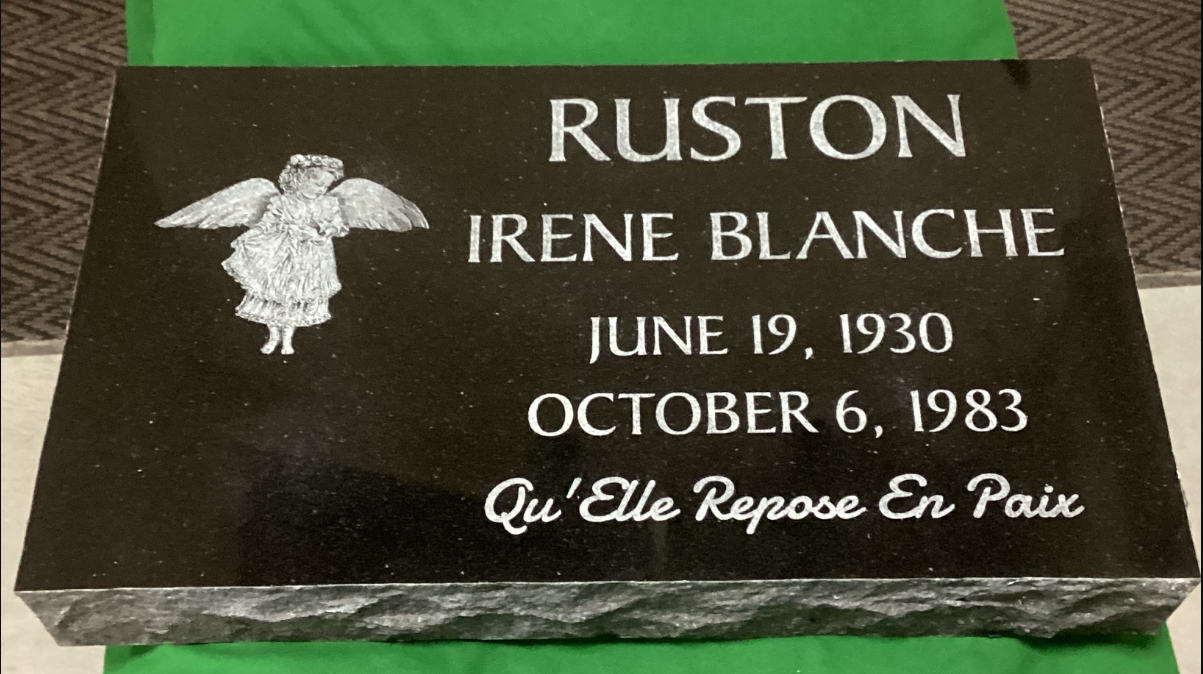 RUSTON
IRENE BLANCHE
JUNE 19, 1930
OCTOBER 6, 1983
Qu'Elle Repose En Paix